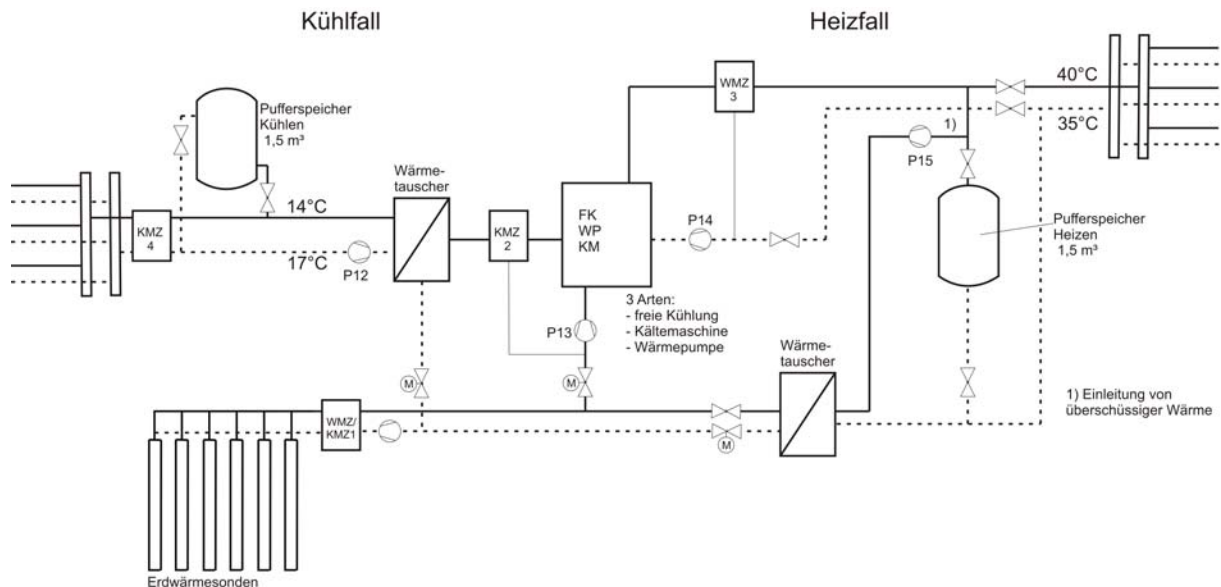 Kühlfall
Heizfall
Pufferspeicher
Kühlen
1,5 m³
WMZ
3
40°C
35°C
1)
P15
Wärme-
tauscher
14°C
17°C
KMZ
4
P12
KMZ
2
FK
WP
KM
P14
Pufferspeicher
Heizen
1,5 m³
3 Arten:
- freie Kühlung
- Kältemaschine
- Wärmepumpe
P13
M
M
Wärme-
tauscher
1) Einleitung von
überschüssiger Wärme
WMZ/
KMZ1
M
Erdwärmesonden